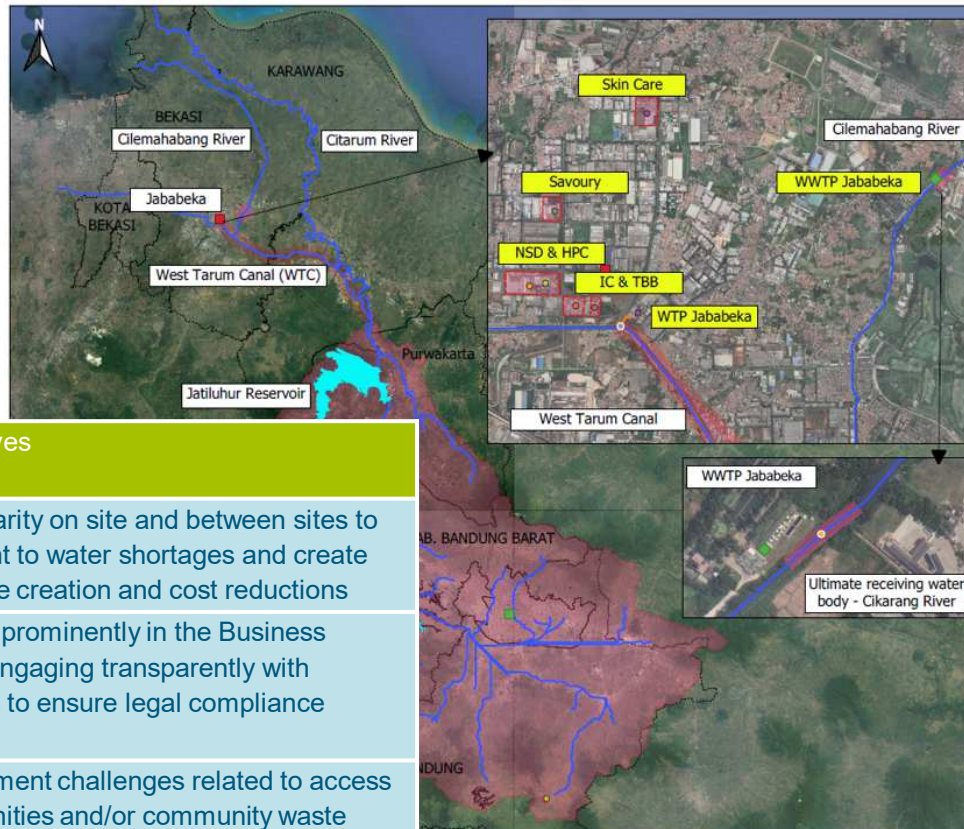 N
KARAWANG
BEKASI
Cilemahabang River
Citarum River
Jababeka
KOTA
BEKASI
West Tarum Canal (WTC)
Purwakarta
Jatiluhur Reservoir
Skin Care
Cilemahabang River
Savoury
WWTP Jababeka
NSD & HPC
IC & TBB
WTP Jababeka
West Tarum Canal
WWTP Jababeka
Ultimate receiving water
body - Cikarang River
AB. BANDUNG BARAT
NDUNG
ves
arity on site and between sites to
nt to water shortages and create
e creation and cost reductions
prominently in the Business
ngaging transparently with
to ensure legal compliance
ment challenges related to access
nities and/or community waste